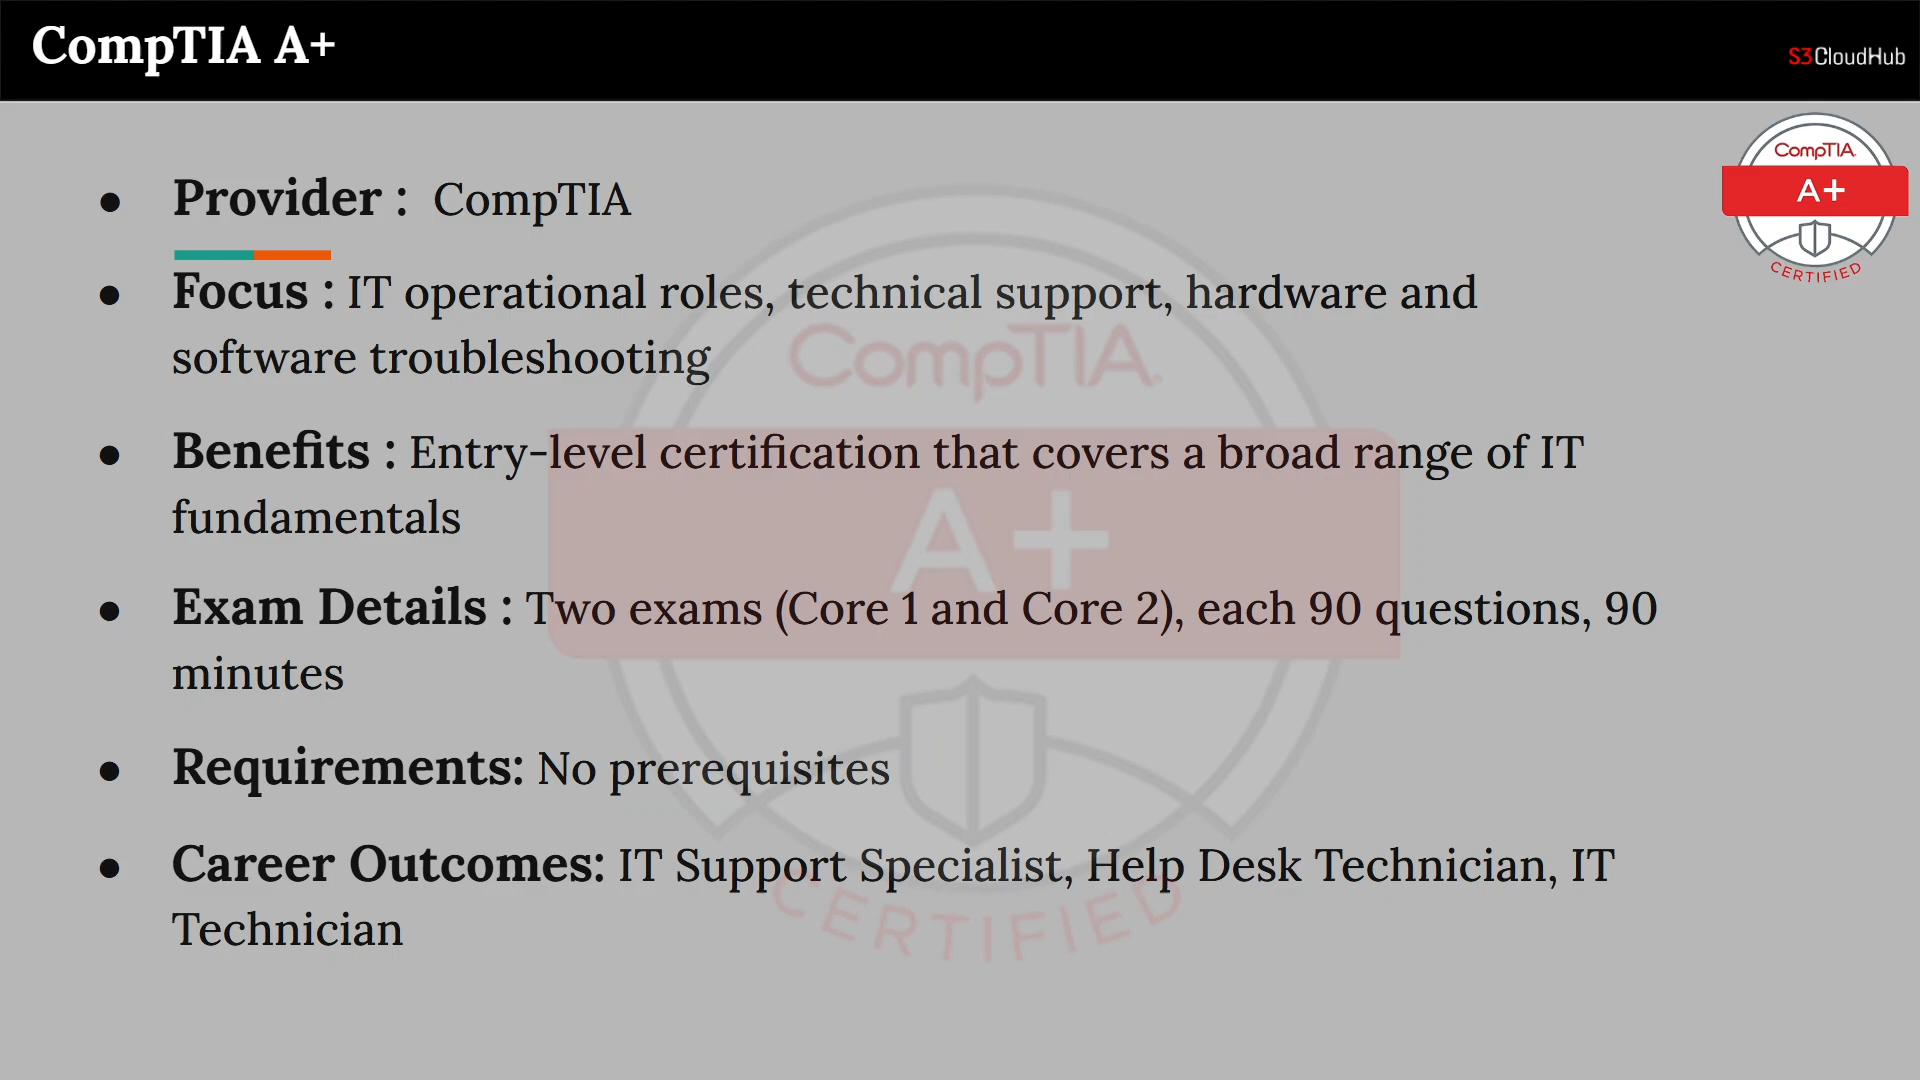 CompTIA A+
S3CloudHub
CompTIA.
A+
CERTIFIED
● Provider : CompTIA
● Focus : IT operational roles, technical support, hardware and
software troubleshooting
● Benefits : Entry-level certification that covers a broad range of IT
fundamentals
● Exam Details : Two exams (Core 1 and Core 2), each 90 questions, 90
minutes
● Requirements: No prerequisites
● Career Outcomes: IT Support Specialist, Help Desk Technician, IT
Technician
CompTIA.
A+
CERTIFIED